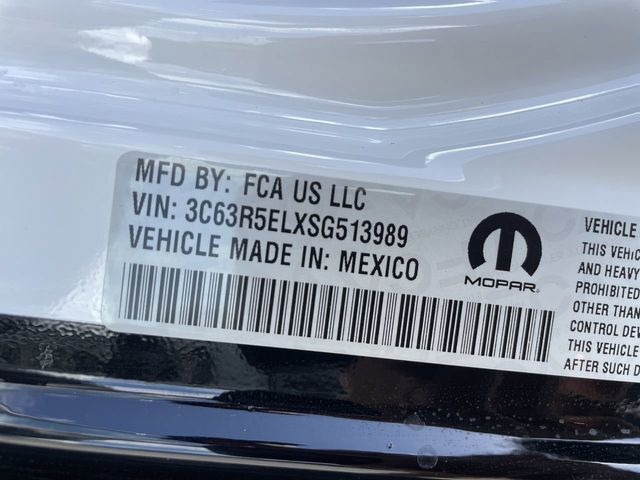 MFD BY: FCA US LLC
VIN: 3C63R5ELXSG513989
VEHICLE MADE IN: MEXICO
MOPAR
VEHICLE
THIS VEHIC
AND HEAVY
PROHIBITED
OTHER THAN
CONTROL DEV
THIS VEHICLE
AFTER SUCH D